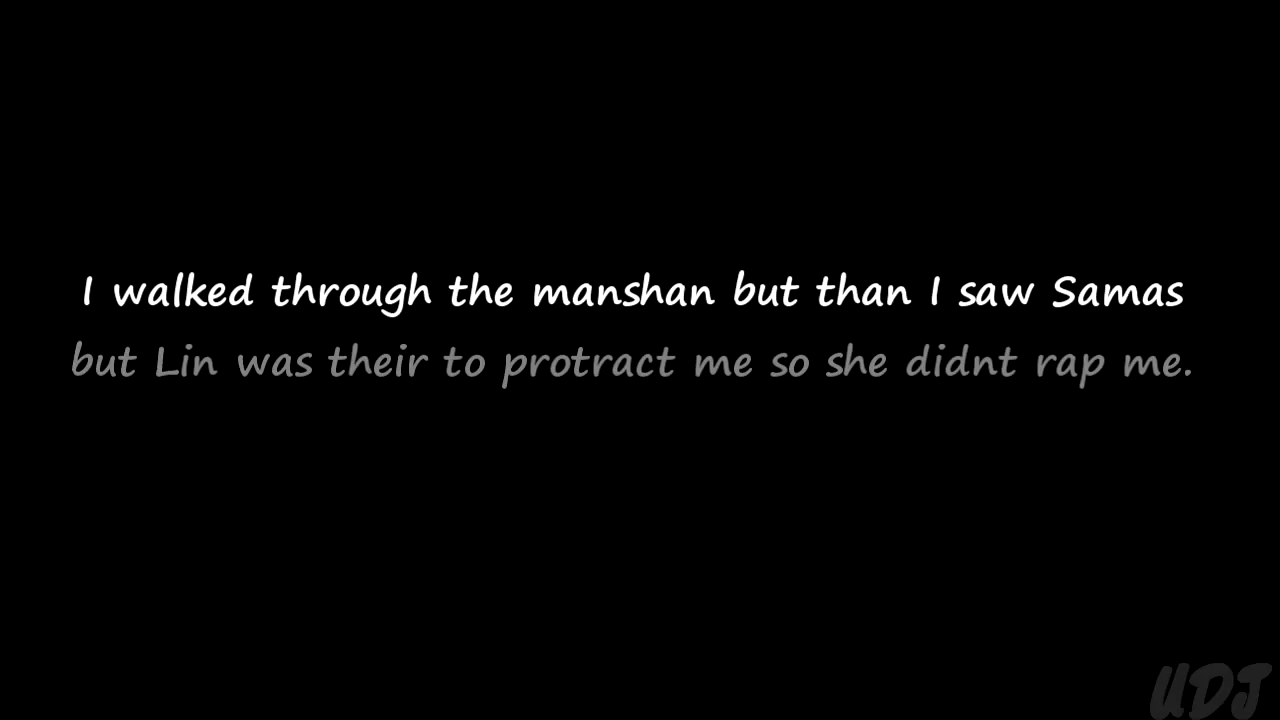 I walked through the manshan but than I saw Samas
but Lin was their to protract me so she didnt rap me.
UDJ